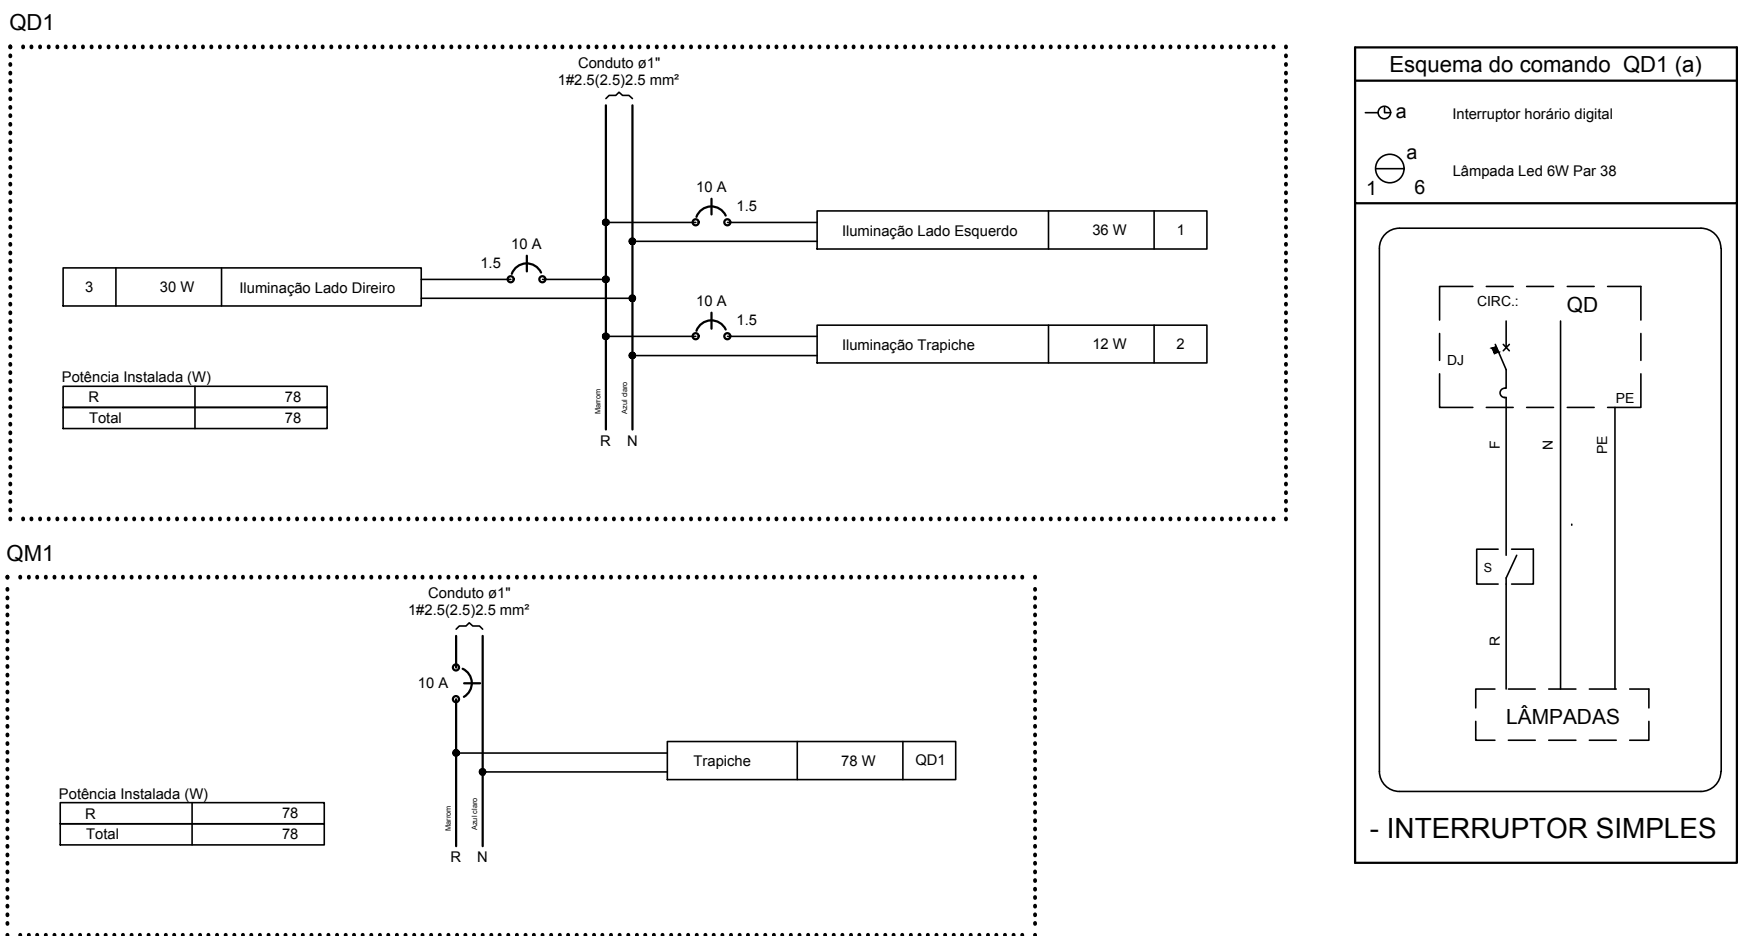 QD1
Conduto ø1"
1#2.5(2.5)2.5 mm²
10 A
1.5
Iluminação Lado Esquerdo 36 W 1
10 A
1.5
3 30 W Iluminação Lado Direiro
10 A
1.5
Iluminação Trapiche 12 W 2
Potência Instalada (W)
R 78
Total 78
Marrom
Azul claro
R N
QM1
Conduto ø1"
1#2.5(2.5)2.5 mm²
10 A
Trapiche 78 W QD1
Potência Instalada (W)
R 78
Total 78
Marrom
Azul claro
R N
Esquema do comando QD1 (a)
a Interruptor horário digital
a
1 6 Lâmpada Led 6W Par 38
CIRC.: QD
DJ
PE
F N PE
S
R
LÂMPADAS
- INTERRUPTOR SIMPLES